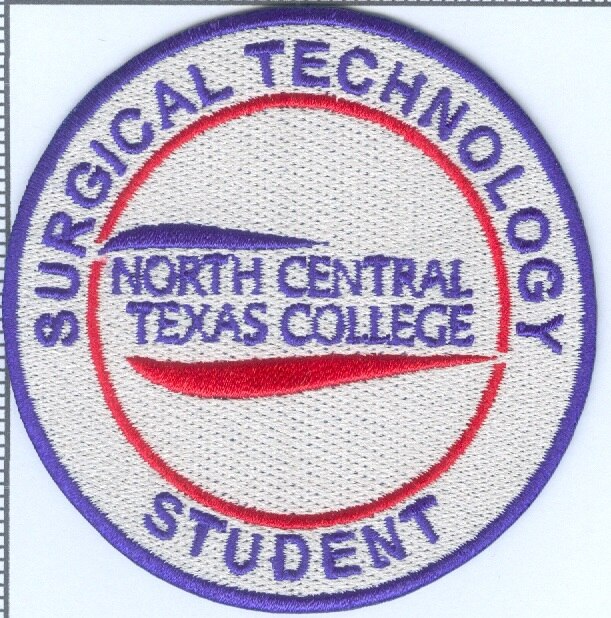 SURGICAL TECHNOLOGY
NORTH CENTRAL
TEXAS COLLEGE
STUDENT